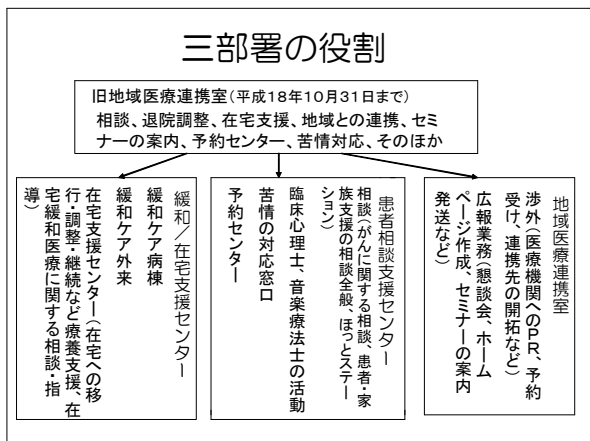 三部署の役割
旧地域医療連携室(平成18年10月31日まで)
相談、退院調整、在宅支援、地域との連携、セミ
ナーの案内、予約センター、苦情対応、そのほか
地域医療連携室
渉外(医療機関へのPR、予約
受け、連携先の開拓など)
広報業務(懇談会、ホーム
ページ作成、セミナーの案内
発送など)
患者相談支援センター
相談(がんに関する相談、患者・家
族支援の相談全般、ほっとステー
ション)
臨床心理士、音楽療法士の活動
苦情の対応窓口
予約センター
緩和/在宅支援センター
緩和ケア病棟
緩和ケア外来
在宅支援センター(在宅への移
行・調整・継続など療養支援、在
宅緩和医療に関する相談・指
導)